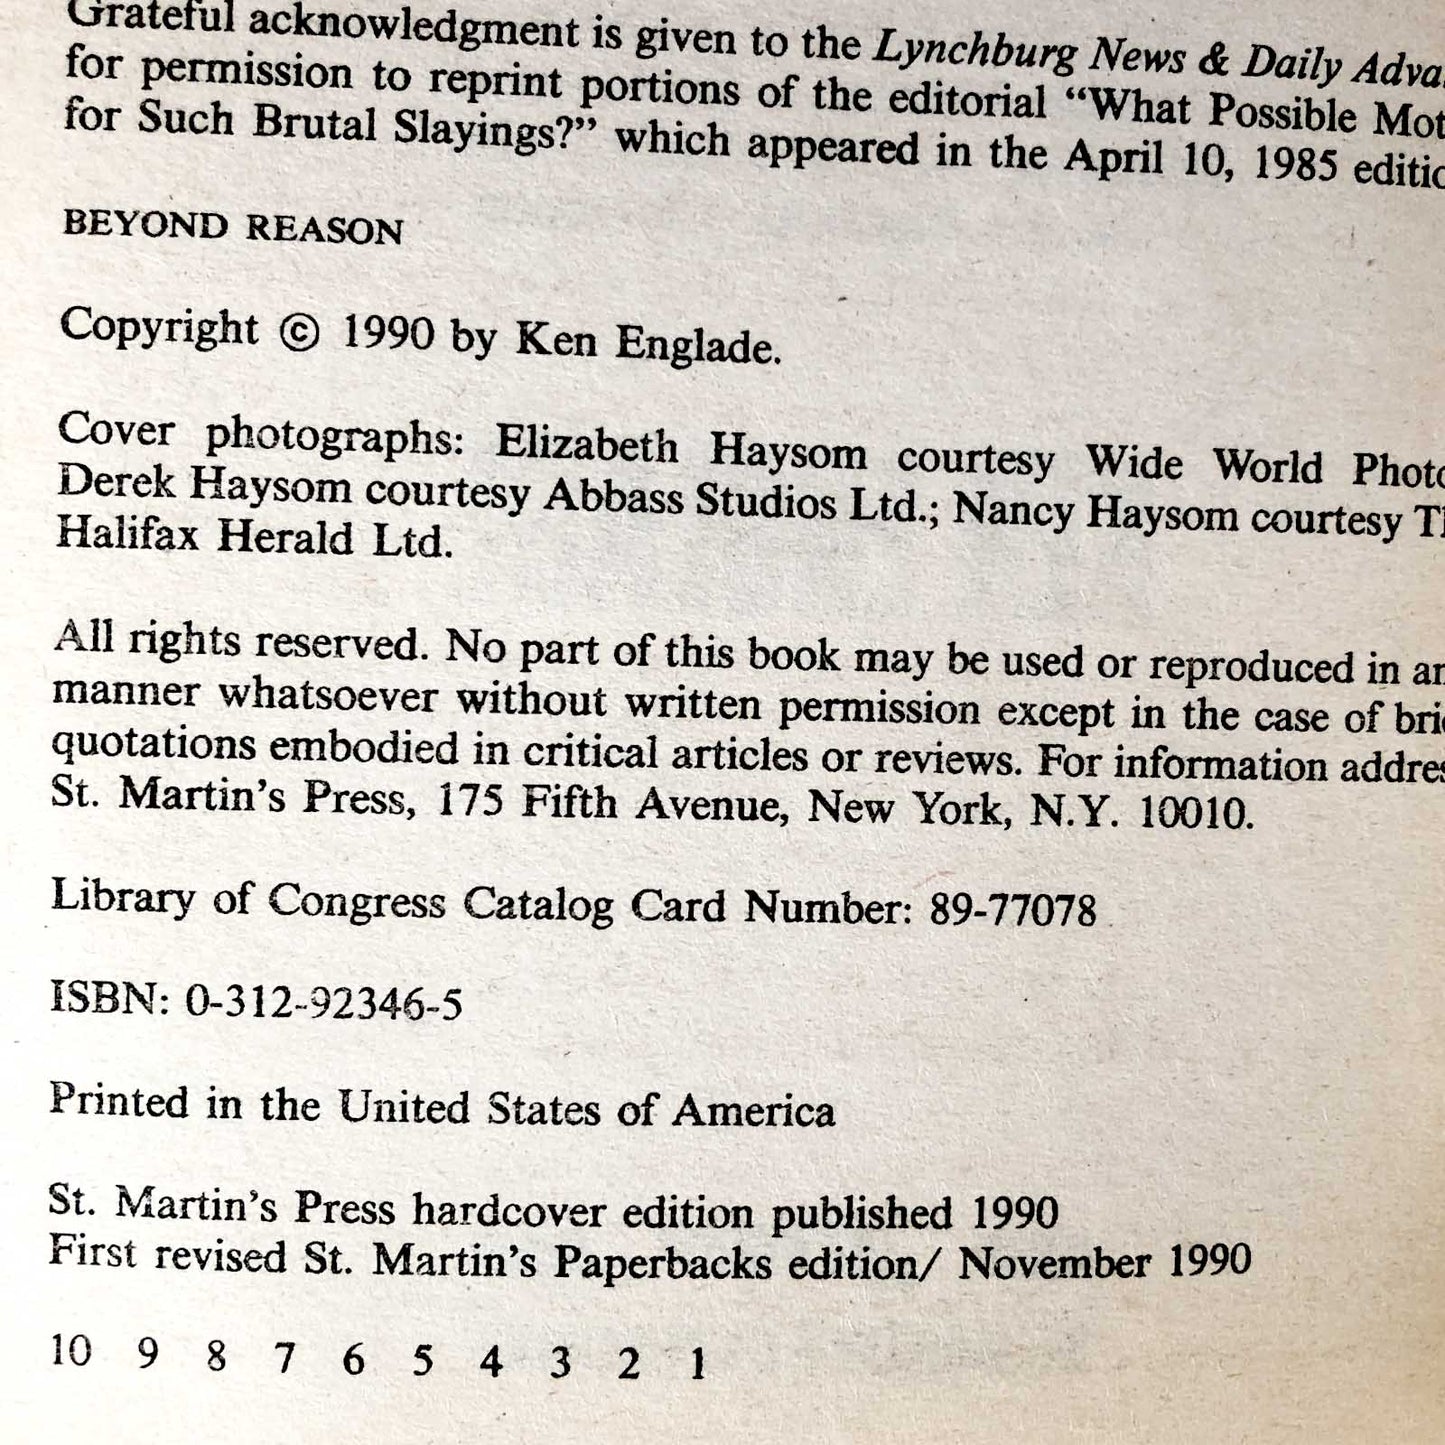 Grateful acknowledgment is given to the Lynchburg News & Daily
for permission to reprint portions of the editorial “What Possible
for Such Brutal Slayings?” which appeared in the April 10, 1985
BEYOND REASON
Copyright © 1990 by Ken Englade.
Cover photographs: Elizabeth Haysom courtesy Wide World
Derek Haysom courtesy Abbass Studios Ltd.; Nancy Haysom courtesy
Halifax Herald Ltd.
All rights reserved. No part of this book may be used or reproduced in
manner whatsoever without written permission except in the case of
quotations embodied in critical articles or reviews. For information
St. Martin’s Press, 175 Fifth Avenue, New York, N.Y. 10010.
Library of Congress Catalog Card Number: 89-77078
ISBN: 0-312-92346-5
Printed in the United States of America
St. Martin’s Press hardcover edition published 1990
First revised St. Martin’s Paperbacks edition/ November 1990
10 9 8 7 6 5 4 3 2 1